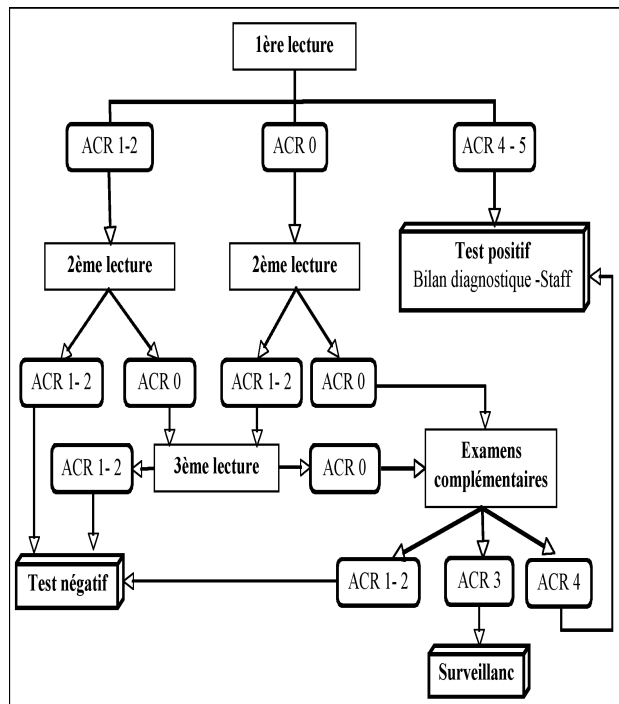 1ère lecture
ACR 1-2
ACR 0
ACR 4 - 5
2ème lecture
2ème lecture
Test positif
Bilan diagnostique -Staff
ACR 1- 2
ACR 0
ACR 1- 2
ACR 0
ACR 1- 2
3ème lecture
ACR 0
Examens
complémentaires
Test négatif
ACR 1- 2
ACR 3
ACR 4
Surveillanc